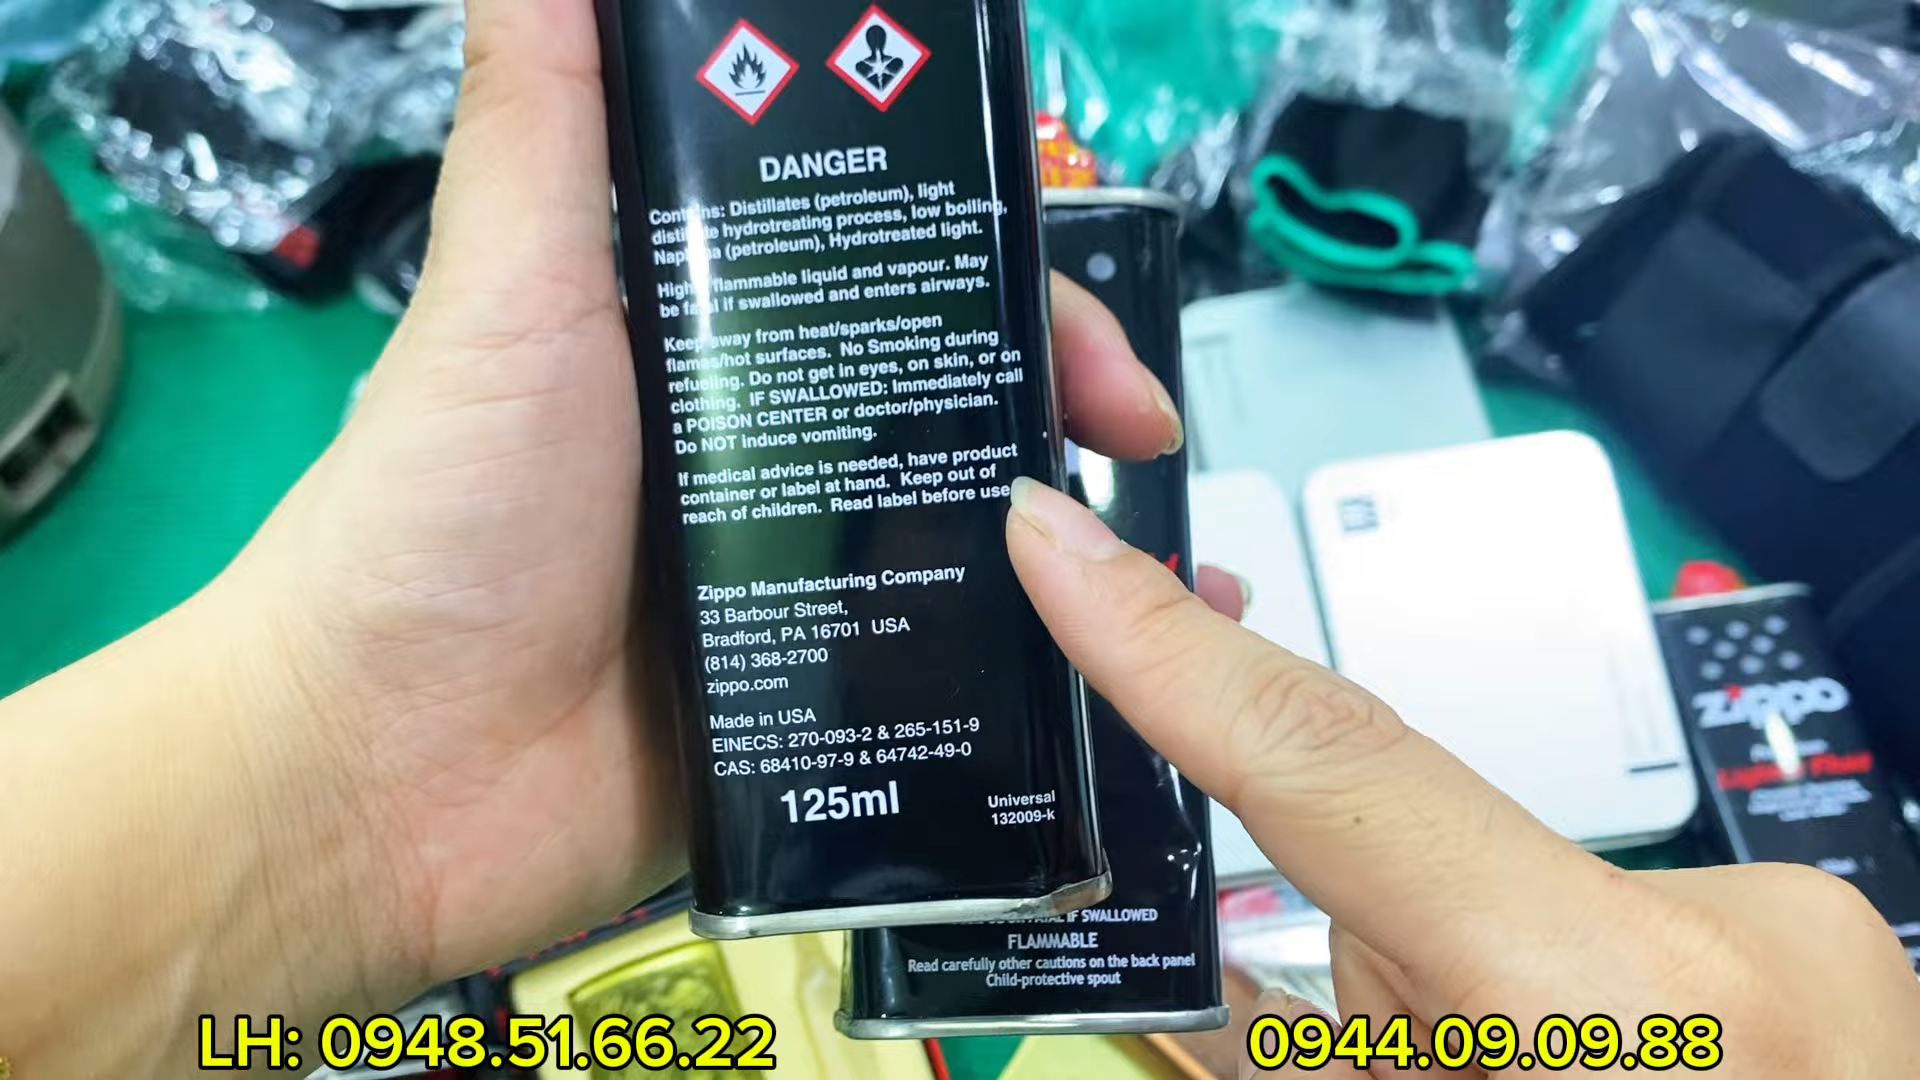 DANGER
Contains: Distillates (petroleum), light
distillate hydrotreating process, low boiling,
Naphtha (petroleum), Hydrotreated light.
Highly flammable liquid and vapour. May
be fatal if swallowed and enters airways.
Keep away from heat/sparks/open
flames/hot surfaces. No Smoking during
refueling. Do not get in eyes, on skin, or on
clothing. IF SWALLOWED: Immediately call
a POISON CENTER or doctor/physician.
Do NOT induce vomiting.
If medical advice is needed, have product
container or label at hand. Keep out of
reach of children. Read label before use
Zippo Manufacturing Company
33 Barbour Street,
Bradford, PA 16701 USA
(814) 368-2700
zippo.com
Made in USA
EINECS: 270-093-2 & 265-151-9
CAS: 68410-97-9 & 64742-49-0
125ml
Universal
132009-k
IF SWALLOWED
FLAMMABLE
Read carefully other cautions on the back panel
Child-protective spout
zippo
Lighter Fluid
LH: 0948.51.66.22
0944.09.09.88